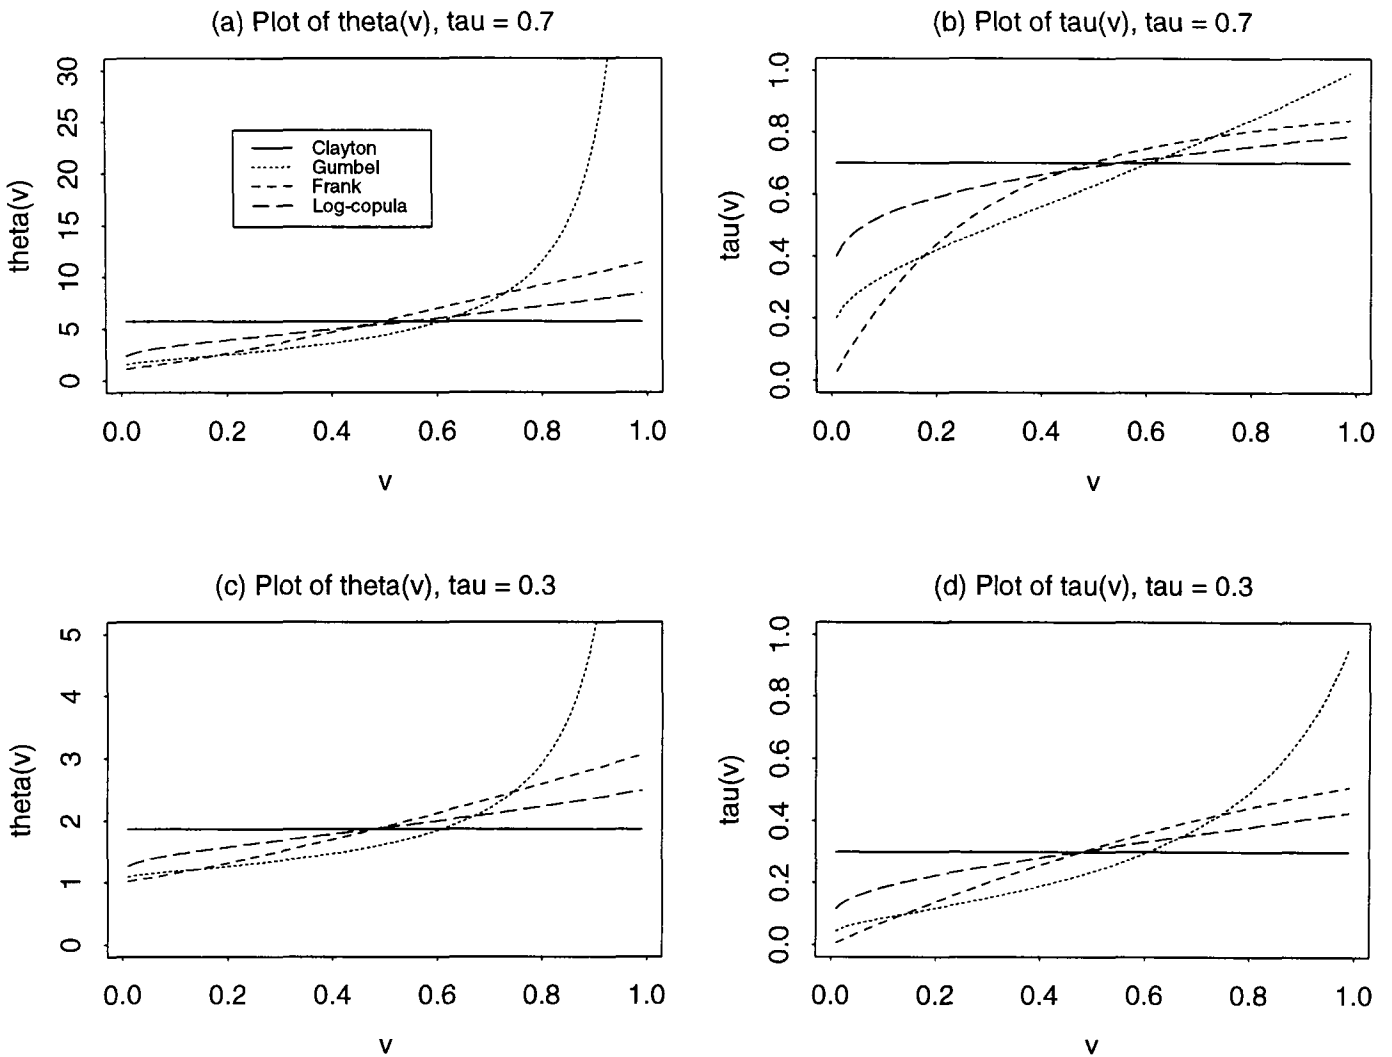 (a) Plot of theta(v), tau = 0.7
theta(v)
30
25
20
15
10
5
0
Clayton
Gumbel
Frank
Log-copula
0.0 0.2 0.4 0.6 0.8 1.0
v
(b) Plot of tau(v), tau = 0.7
tau(v)
1.0
0.8
0.6
0.4
0.2
0.0
0.0 0.2 0.4 0.6 0.8 1.0
v
(c) Plot of theta(v), tau = 0.3
theta(v)
5
4
3
2
1
0
0.0 0.2 0.4 0.6 0.8 1.0
v
(d) Plot of tau(v), tau = 0.3
tau(v)
1.0
0.8
0.6
0.4
0.2
0.0
0.0 0.2 0.4 0.6 0.8 1.0
v